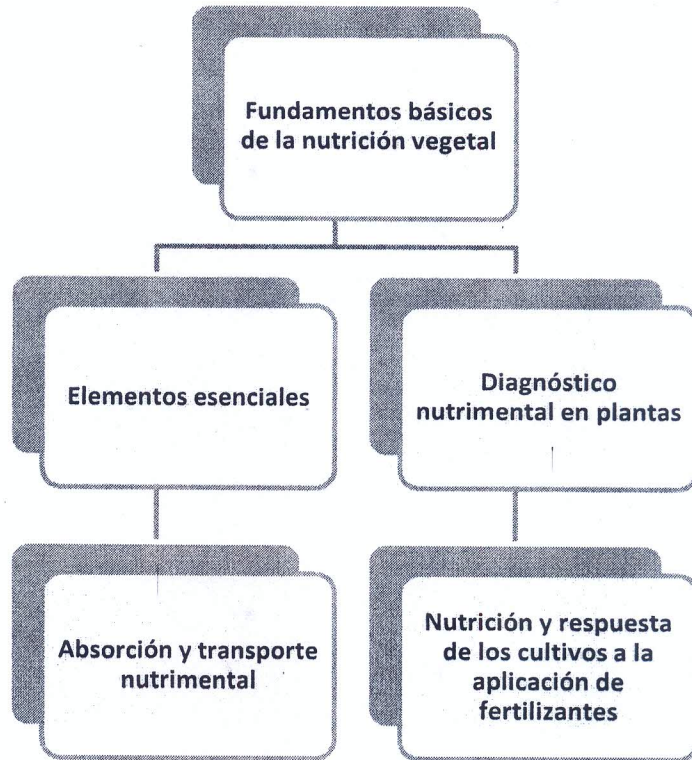 Fundamentos básicos
de la nutrición vegetal
Elementos esenciales
Diagnóstico
nutrimental en plantas
Absorción y transporte
nutrimental
Nutrición y respuesta
de los cultivos a la
aplicación de
fertilizantes